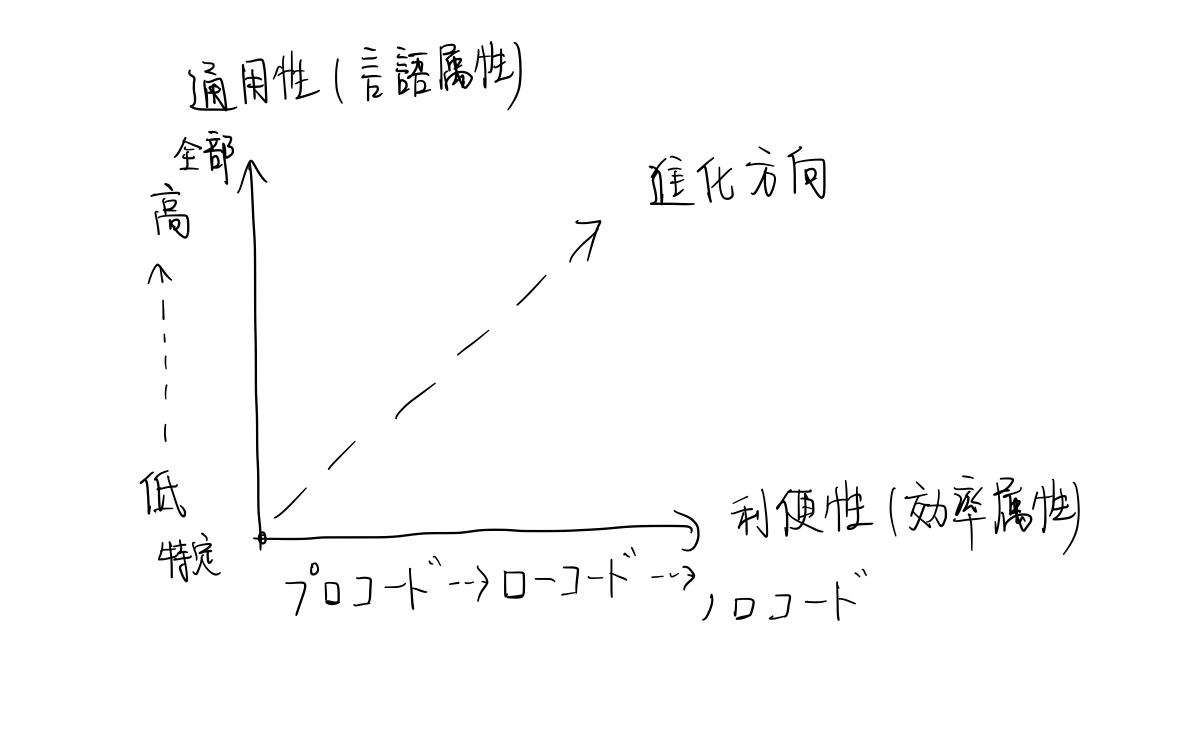 通用性(言語属性)
全部
高
進化方向
低
特定
利便性(効率属性)
プロコード-->ローコード-->ノロコード